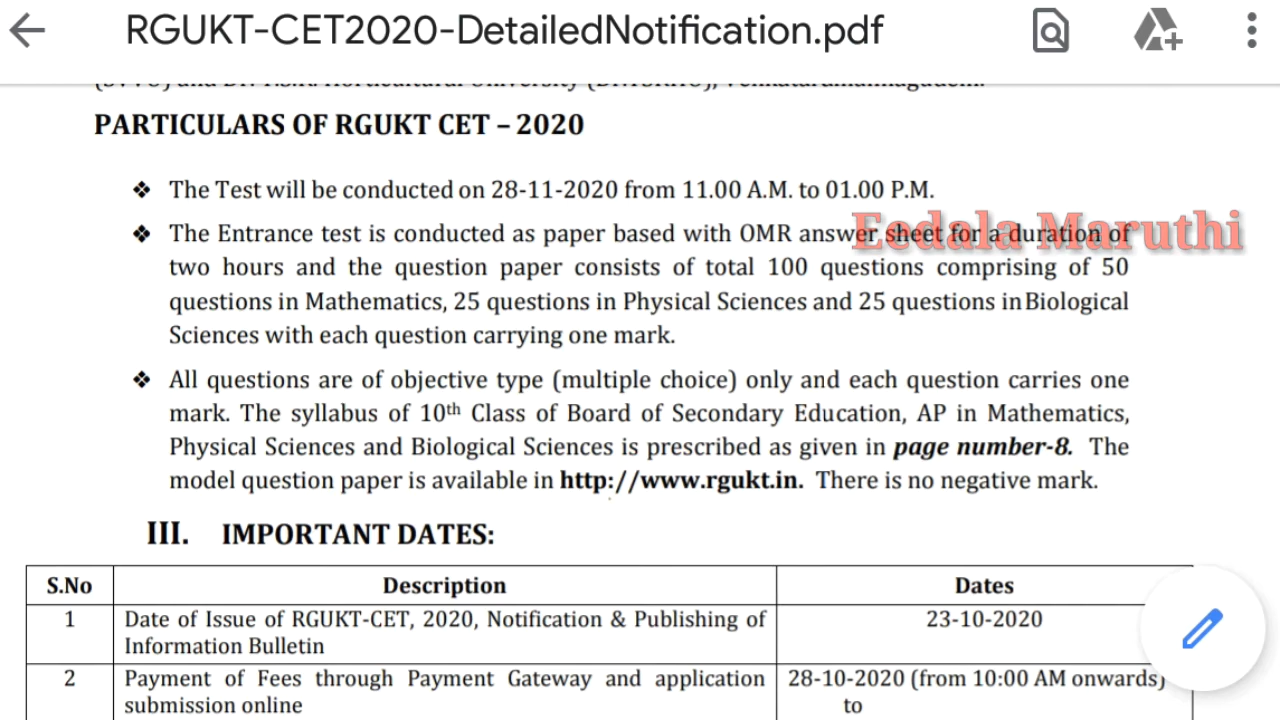 RGUKT-CET2020-DetailedNotification.pdf
PARTICULARS OF RGUKT CET – 2020
❖ The Test will be conducted on 28-11-2020 from 11.00 A.M. to 01.00 P.M.
Eedala Maruthi
❖ The Entrance test is conducted as paper based with OMR answer sheet for a duration of
two hours and the question paper consists of total 100 questions comprising of 50
questions in Mathematics, 25 questions in Physical Sciences and 25 questions in Biological
Sciences with each question carrying one mark.
❖ All questions are of objective type (multiple choice) only and each question carries one
mark. The syllabus of 10th Class of Board of Secondary Education, AP in Mathematics,
Physical Sciences and Biological Sciences is prescribed as given in page number-8. The
model question paper is available in http://www.rgukt.in. There is no negative mark.
III. IMPORTANT DATES:
S.No Description Dates
1 Date of Issue of RGUKT-CET, 2020, Notification & Publishing of 23-10-2020
Information Bulletin
2 Payment of Fees through Payment Gateway and application 28-10-2020 (from 10:00 AM onwards)
submission online to